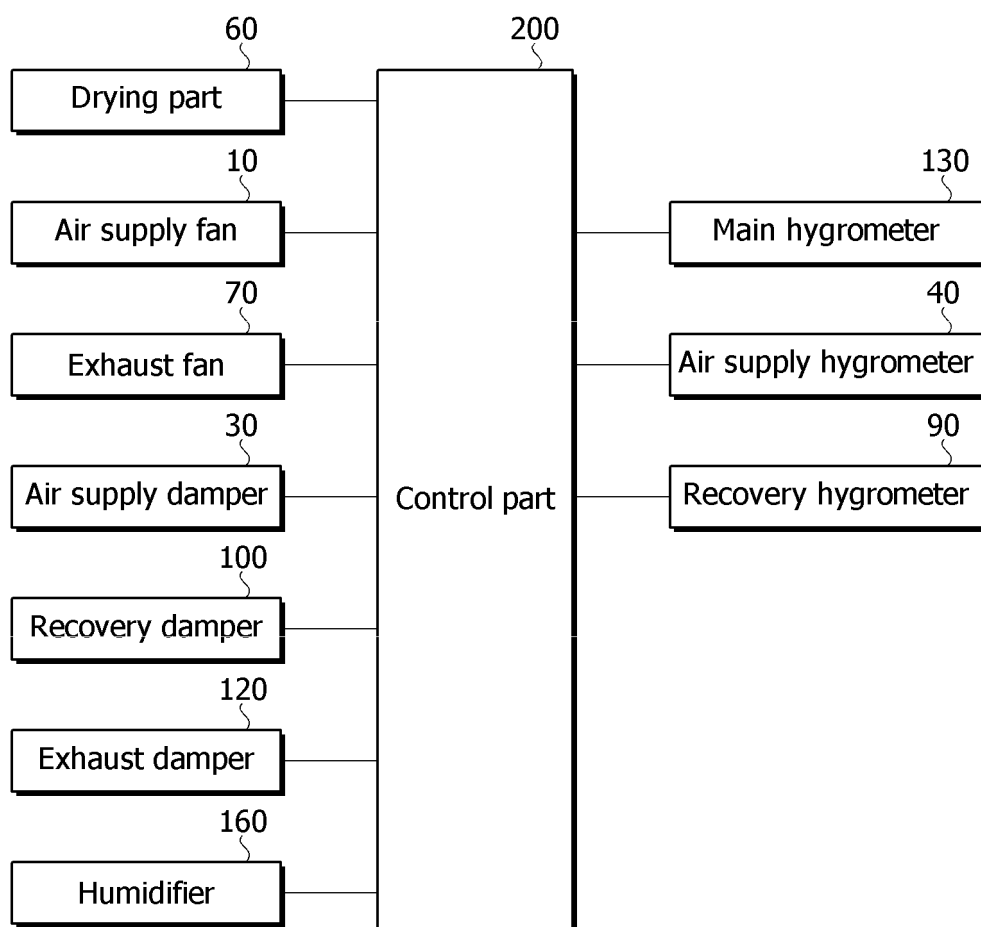 60
200
Drying part
10
130
Air supply fan
Main hygrometer
70
40
Exhaust fan
Air supply hygrometer
30
90
Air supply damper
Control part
Recovery hygrometer
100
Recovery damper
120
Exhaust damper
160
Humidifier